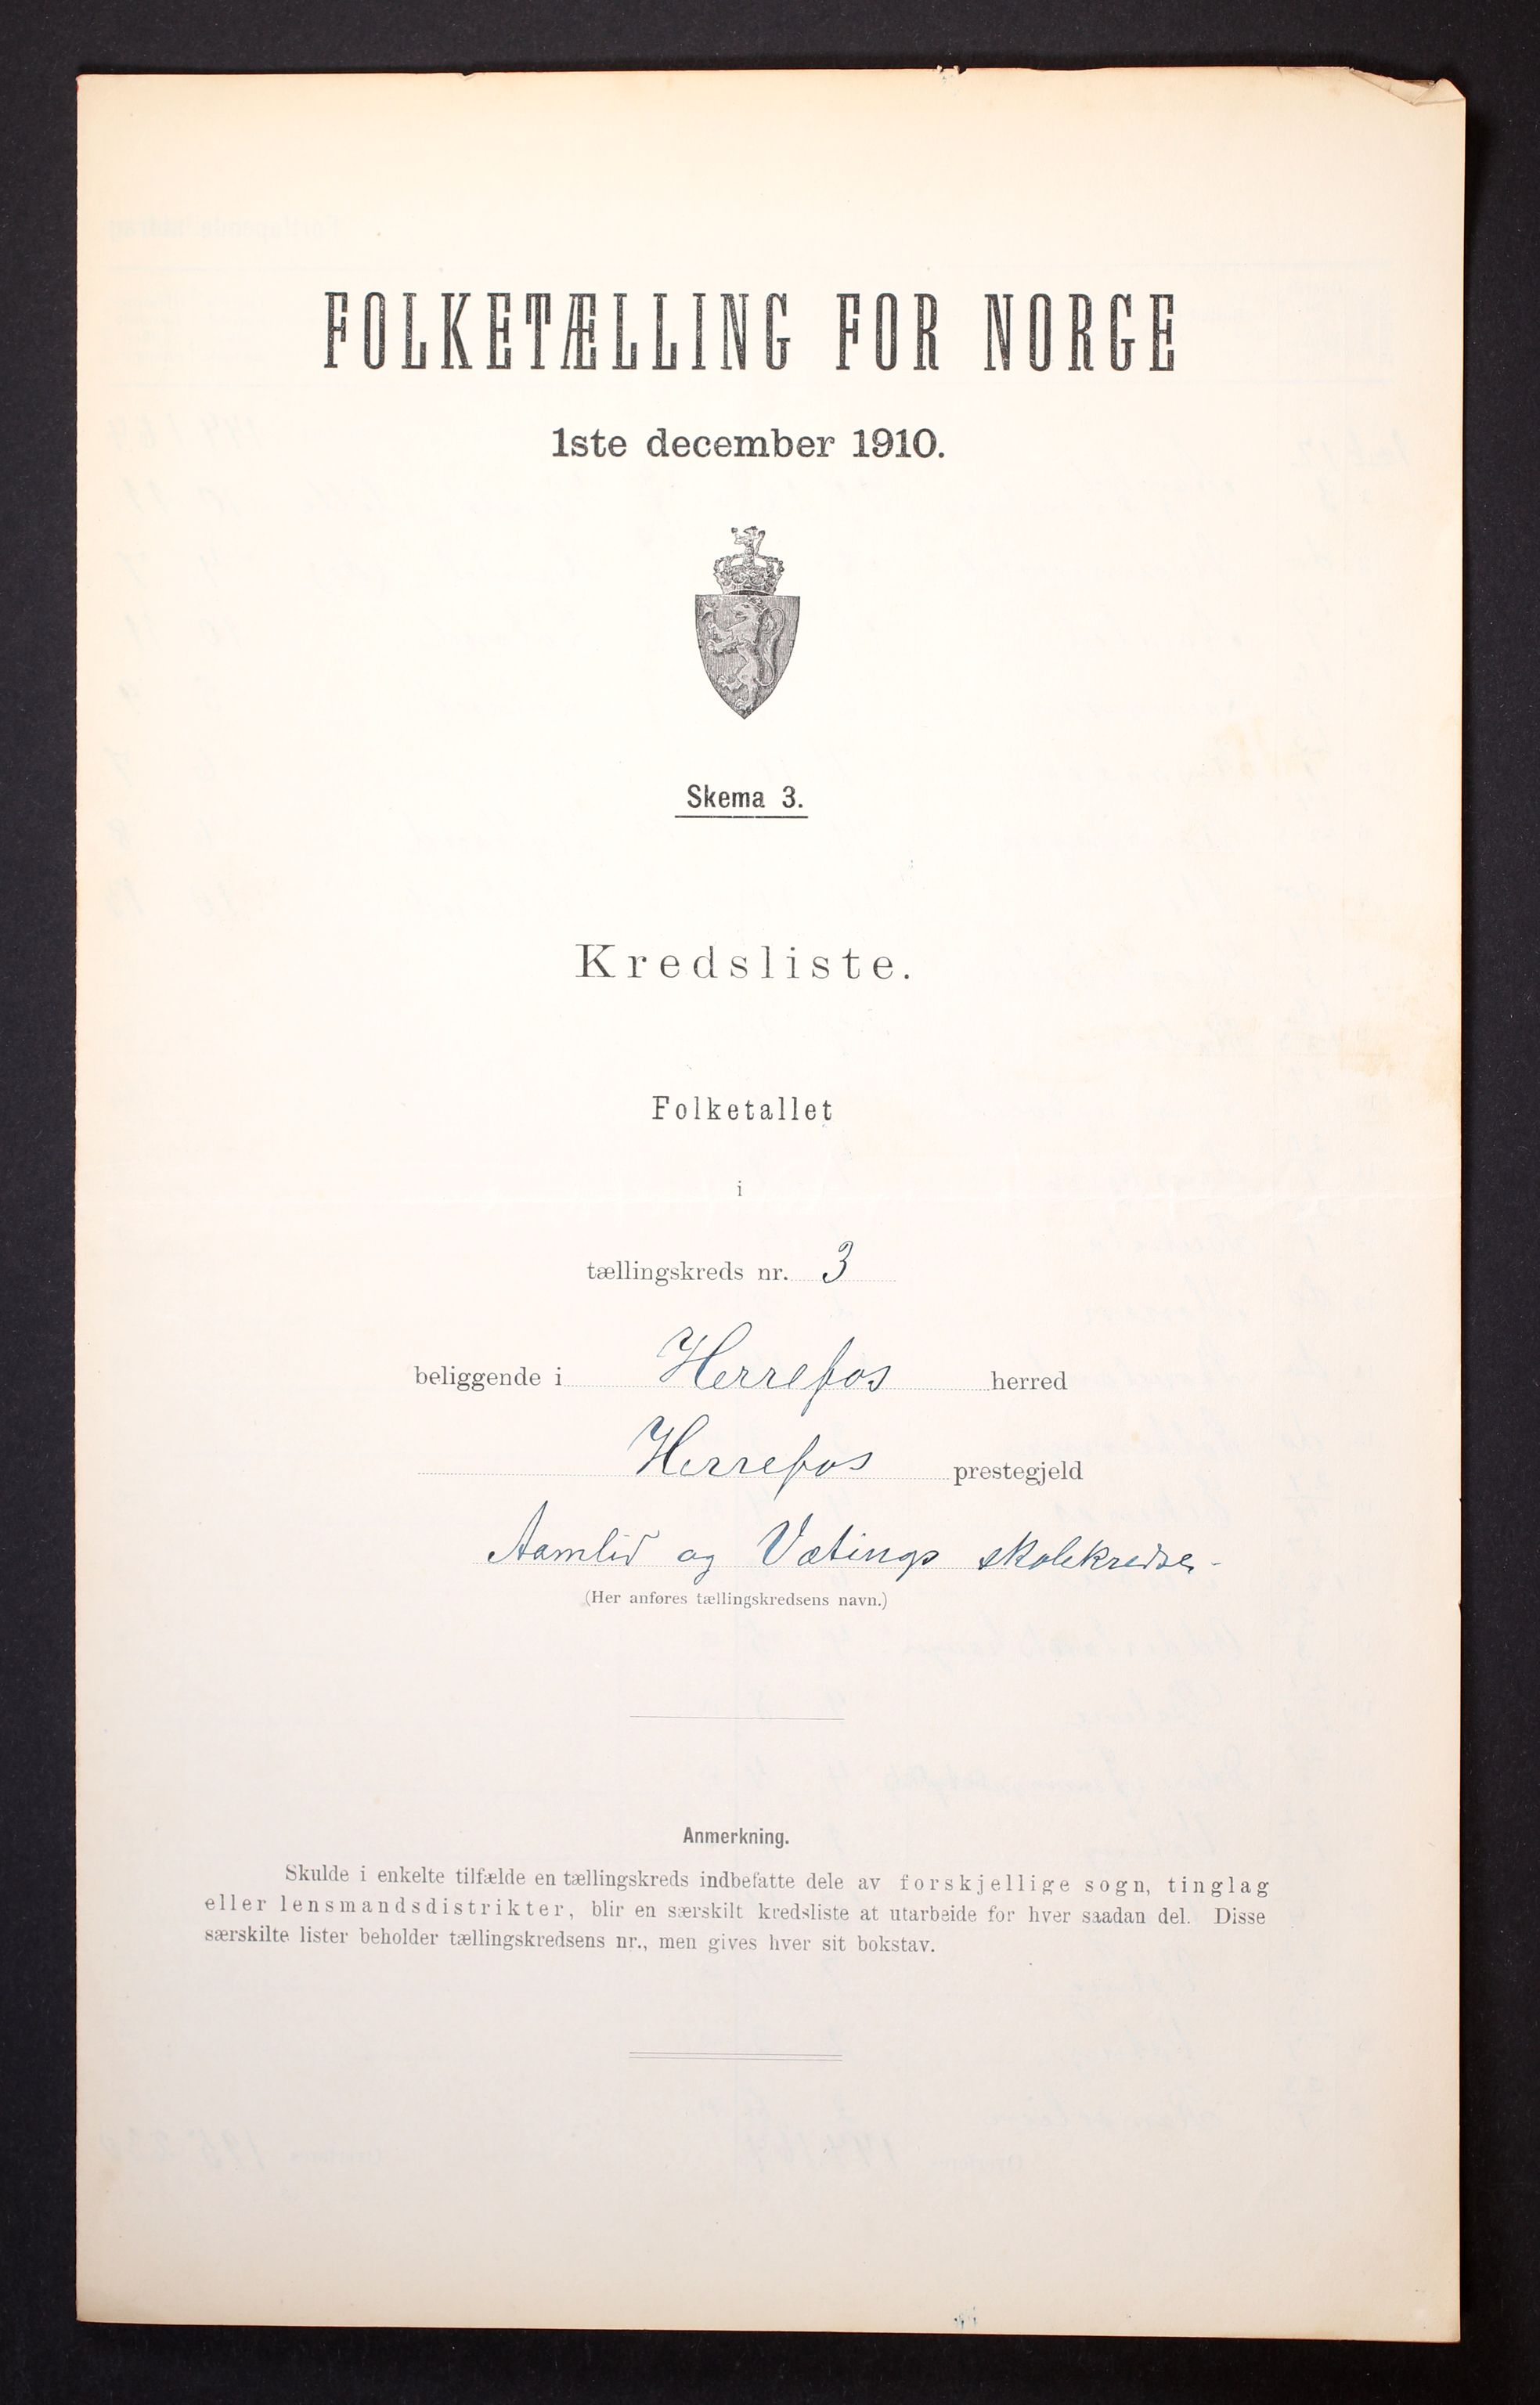 FOLKETÆLLING FOR NORGE
1ste december 1910.
Skema 3.
Kredsliste.
Folketallet
i
tællingskreds nr. 3
beliggende i Herrefos herred
Herrefos prestegjeld
Aamlid og Vætings skolekredser
(Her anføres tællingskredsens navn.)
Anmerkning.
Skulde i enkelte tilfælde en tællingskreds indbefatte dele av forskjellige sogn, tinglag
eller lensmandsdistrikter, blir en særskilt kredsliste at utarbeide for hver saadan del. Disse
særskilte lister beholder tællingskredsens nr., men gives hver sit bokstav.